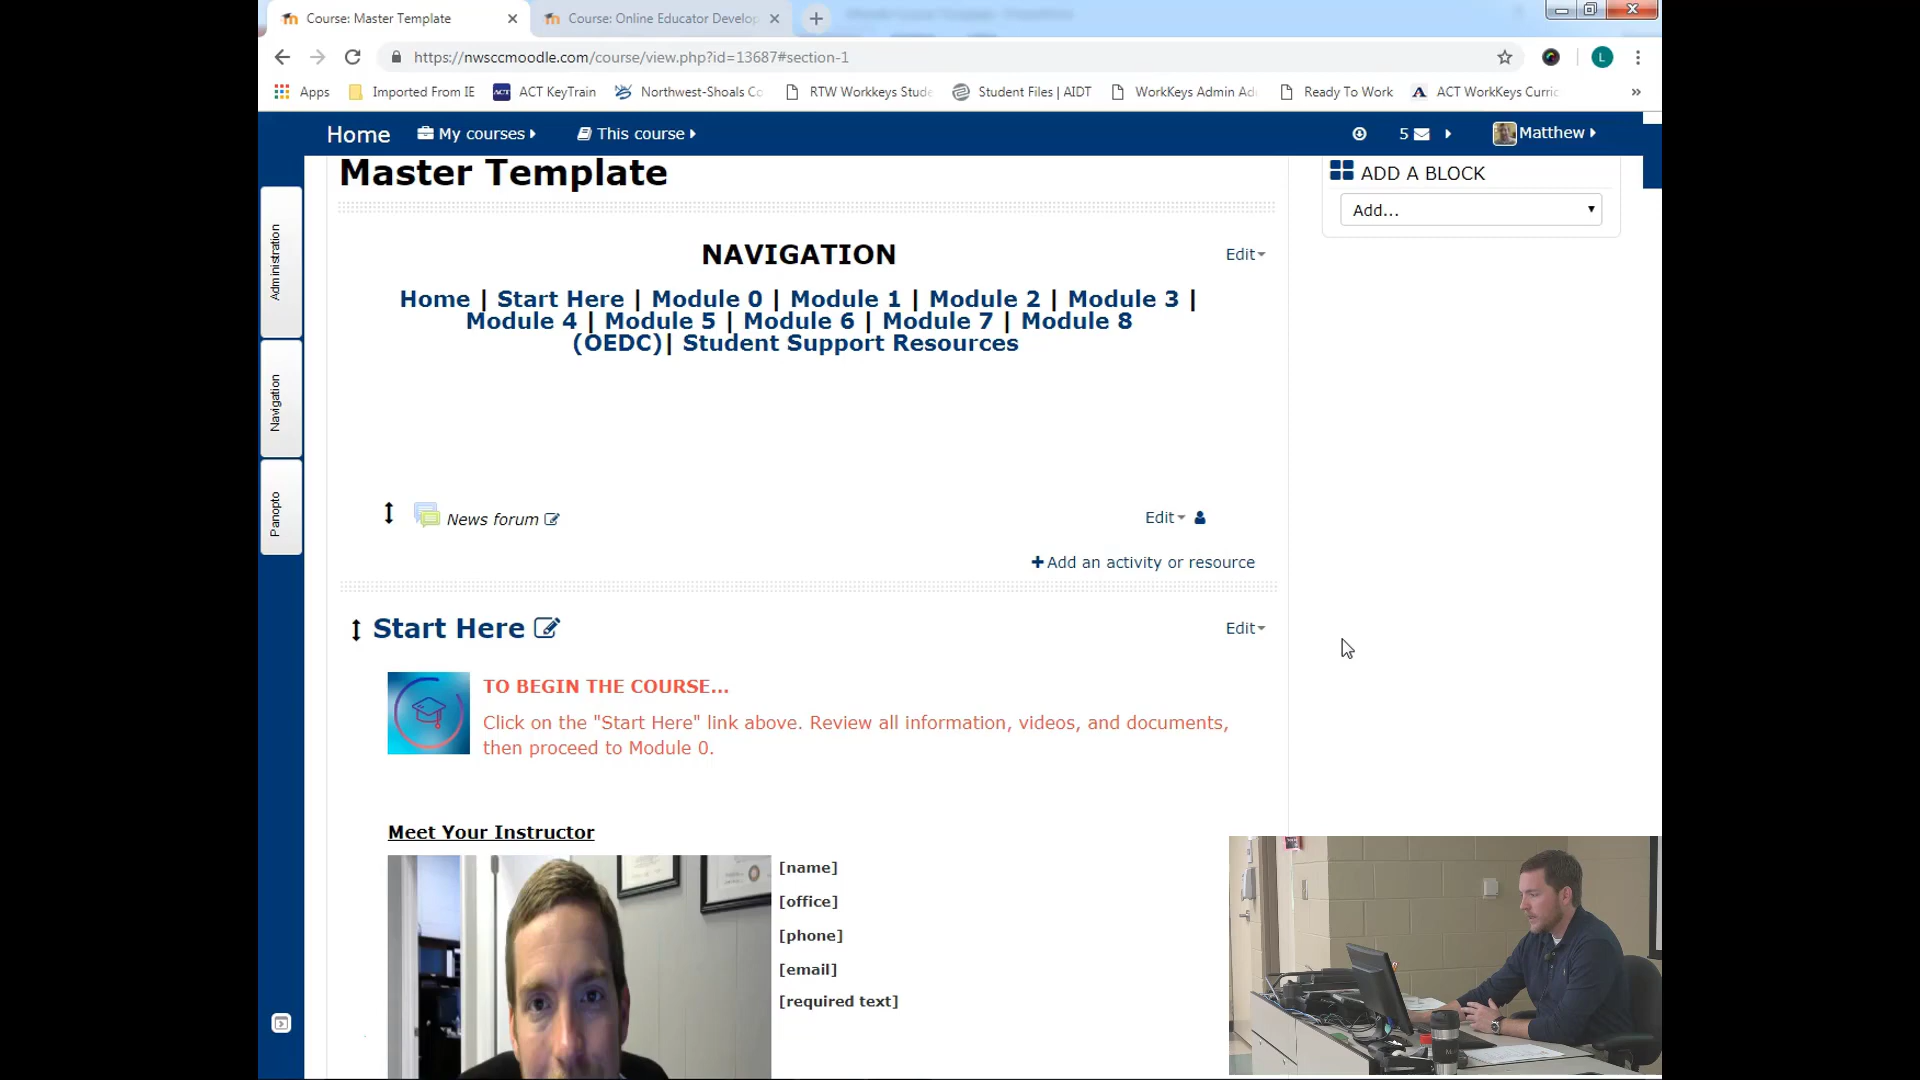 Course: Master Template
Course: Online Educator Develop
https://nwsccmoodle.com/course/view.php?id=13687#section-1
L
Apps
Imported From IE
ACT KeyTrain
Northwest-Shoals Co
RTW Workkeys Stude
Student Files | AIDT
WorkKeys Admin Ad
Ready To Work
ACT WorkKeys Curric
»
Home
My courses
This course
5
Matthew
Administration
Navigation
Panopto
Master Template
ADD A BLOCK
Add...
NAVIGATION
Edit
Home | Start Here | Module 0 | Module 1 | Module 2 | Module 3 |
Module 4 | Module 5 | Module 6 | Module 7 | Module 8
(OEDC)| Student Support Resources
News forum
Edit
Add an activity or resource
Start Here
Edit
TO BEGIN THE COURSE...
Click on the "Start Here" link above. Review all information, videos, and documents,
then proceed to Module 0.
Meet Your Instructor
[name]
[office]
[phone]
[email]
[required text]